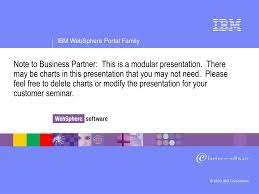 IBM WebSphere Portal Family
IBM
Note to Business Partner: This is a modular presentation. There
may be charts in this presentation that you may not need. Please
feel free to delete charts or modify the presentation for your
customer seminar.
WebSphere. software
e business software
IBM Corporation